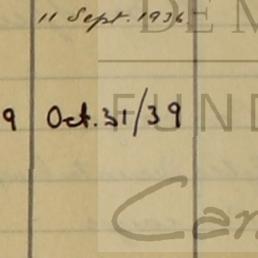 11 Sept. 1936
DE M
9 Oct. 31/39
FUND
Can